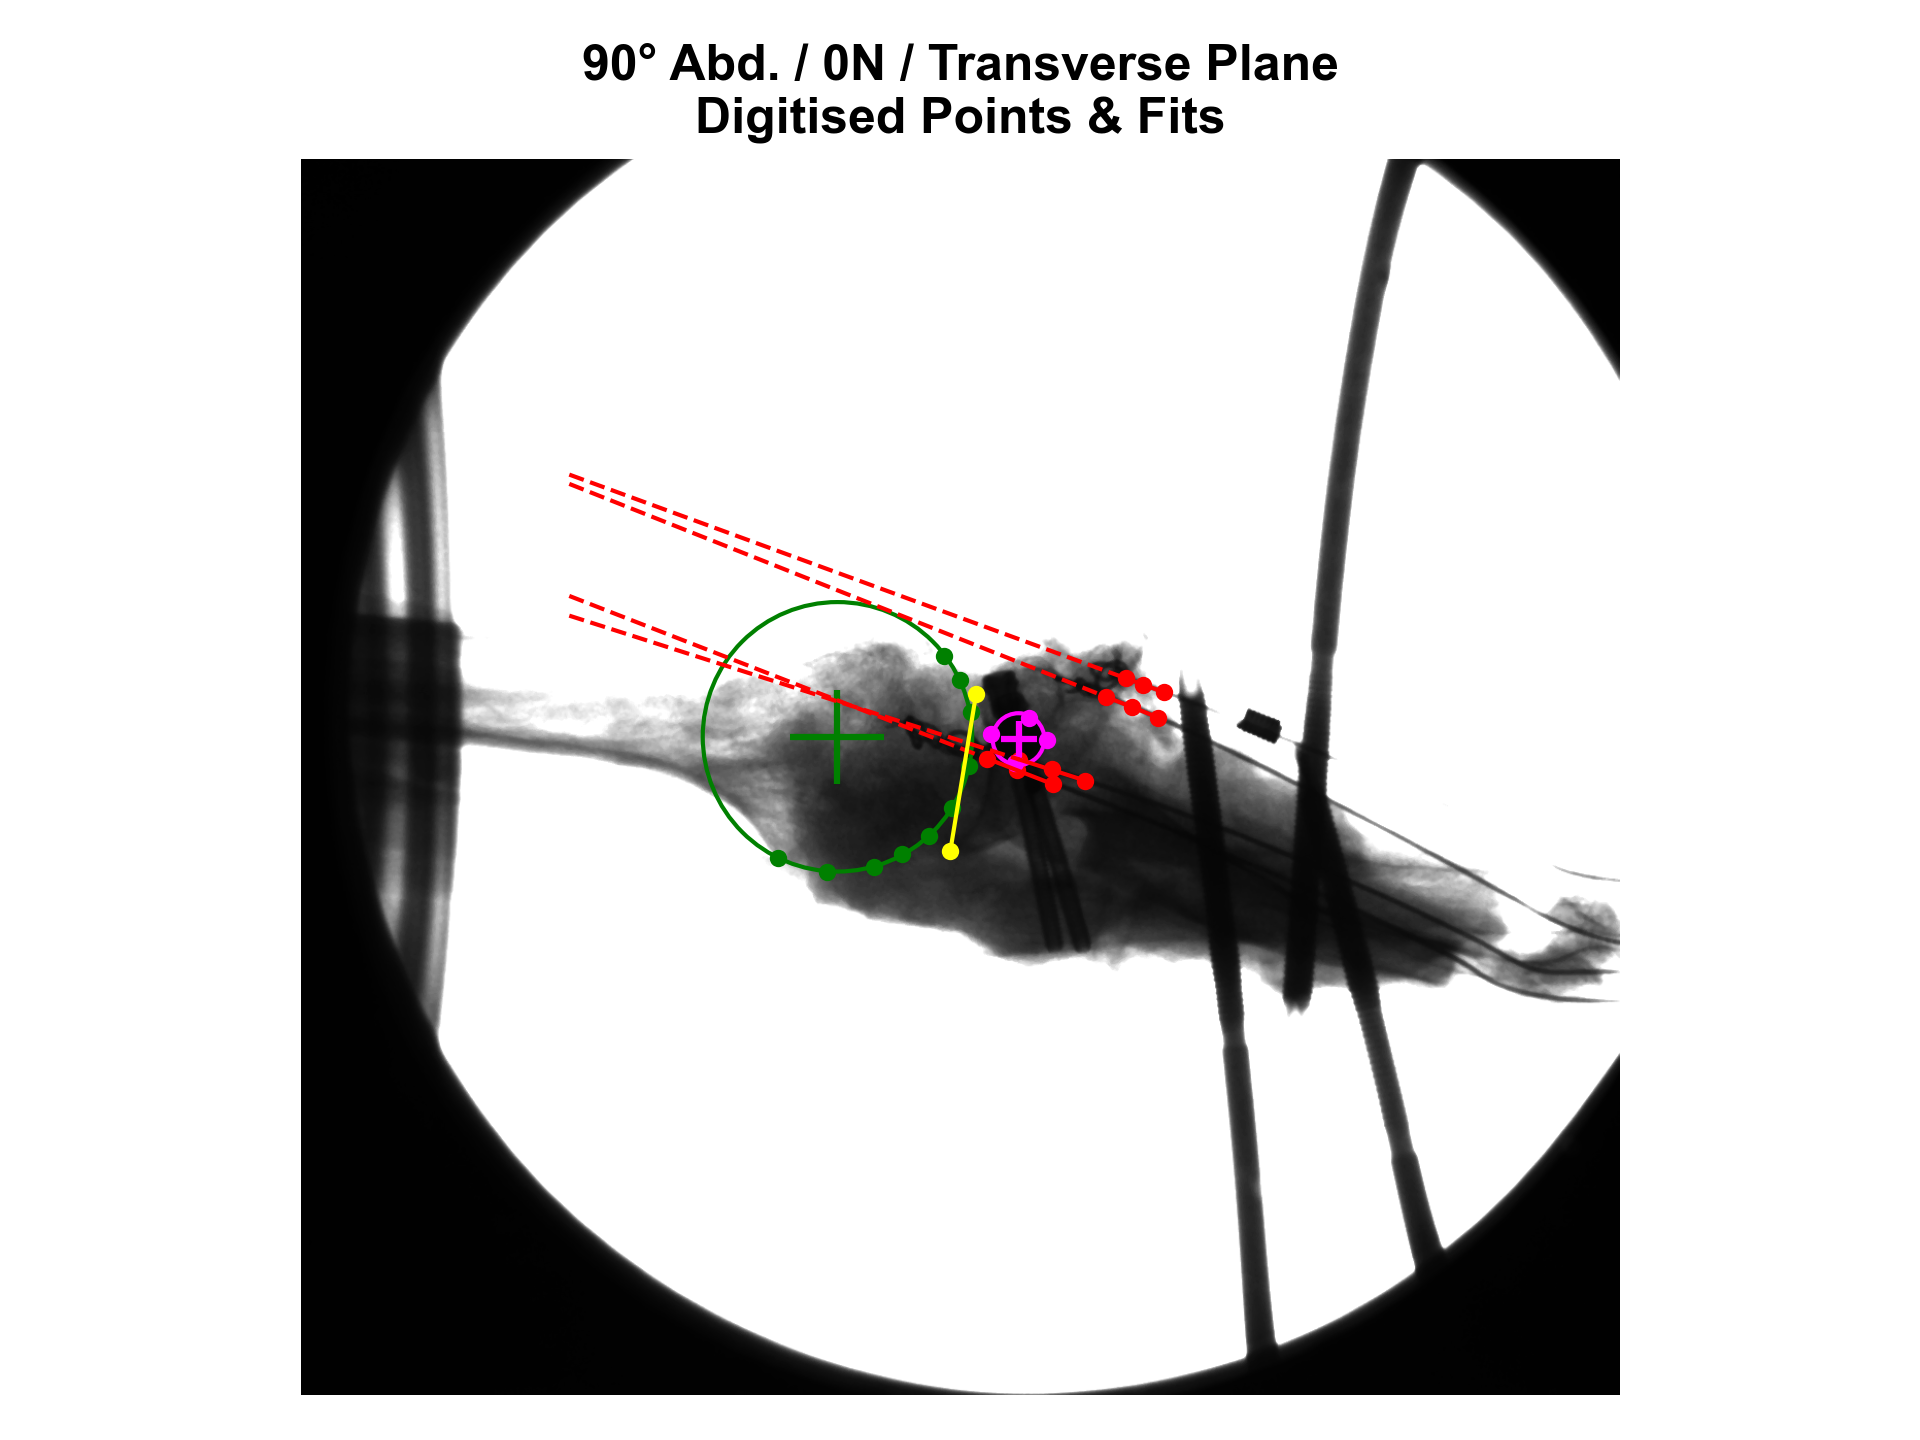 90° Abd. / 0N / Transverse Plane
Digitised Points & Fits